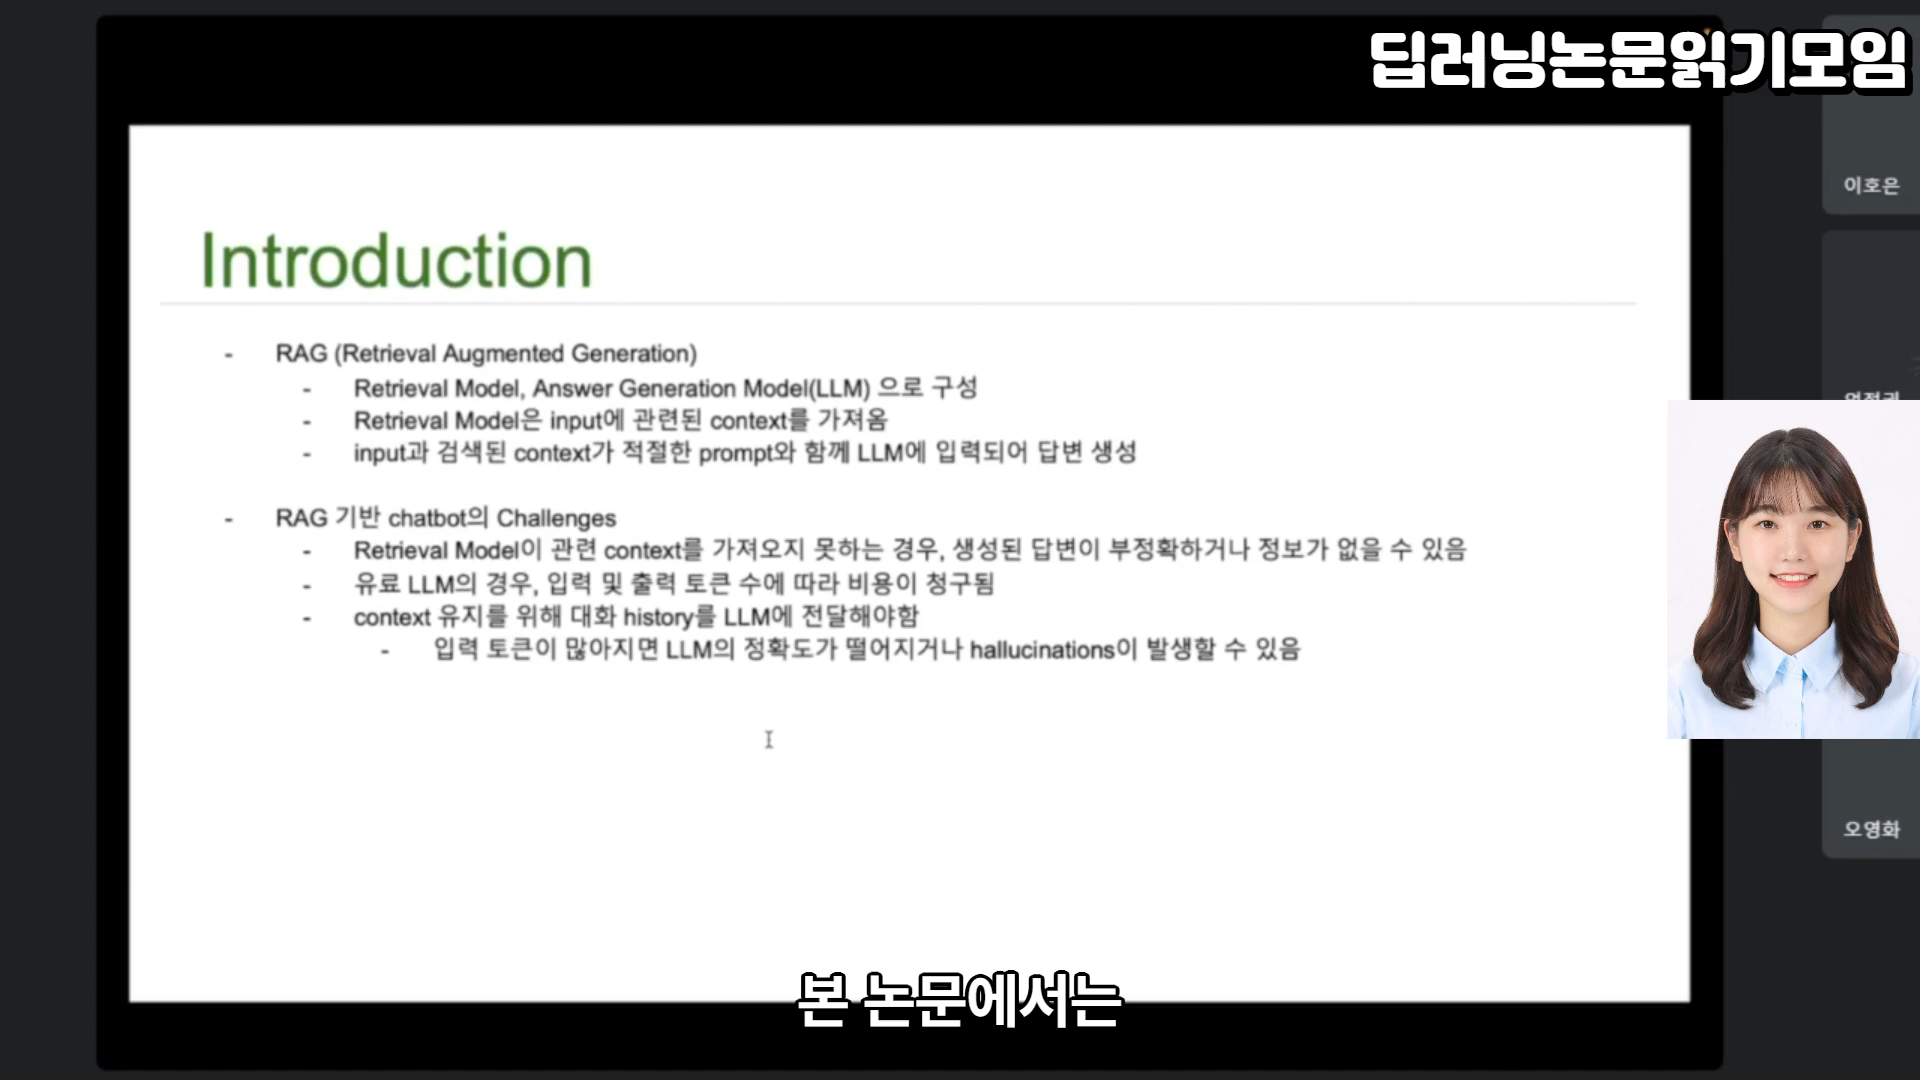 딥러닝논문읽기모임
이호은
Introduction
- RAG (Retrieval Augmented Generation)
- Retrieval Model, Answer Generation Model(LLM) 으로 구성
- Retrieval Model은 input에 관련된 context를 가져옴
- input과 검색된 context가 적절한 prompt와 함께 LLM에 입력되어 답변 생성
- RAG 기반 chatbot의 Challenges
- Retrieval Model이 관련 context를 가져오지 못하는 경우, 생성된 답변이 부정확하거나 정보가 없을 수 있음
- 유료 LLM의 경우, 입력 및 출력 토큰 수에 따라 비용이 청구됨
- context 유지를 위해 대화 history를 LLM에 전달해야함
- 입력 토큰이 많아지면 LLM의 정확도가 떨어지거나 hallucinations이 발생할 수 있음
오영화
본 논문에서는